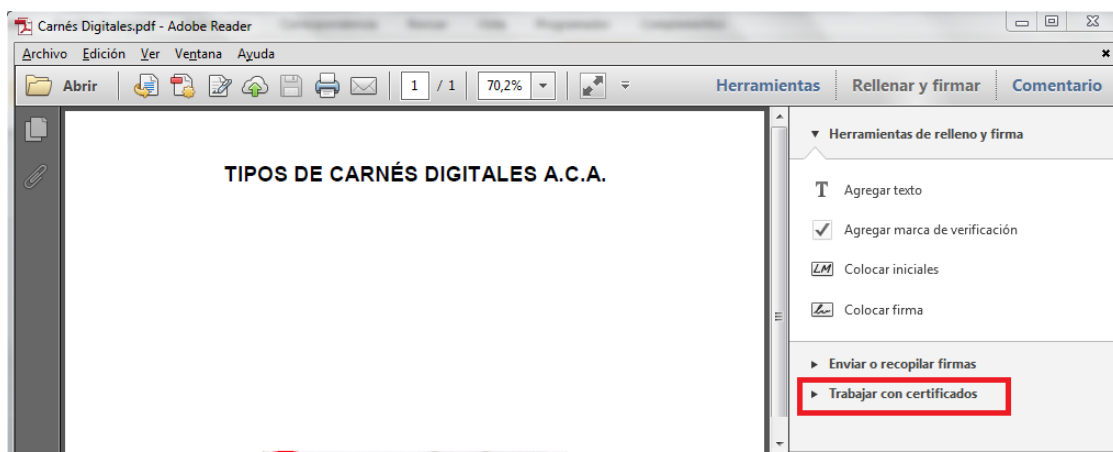 Carnés Digitales.pdf - Adobe Reader
Archivo Edición Ver Ventana Ayuda
Abrir 1 / 1 70,2% Herramientas Rellenar y firmar Comentario
TIPOS DE CARNÉS DIGITALES A.C.A.
Herramientas de relleno y firma
T Agregar texto
Agregar marca de verificación
LM Colocar iniciales
Colocar firma
Enviar o recopilar firmas
Trabajar con certificados